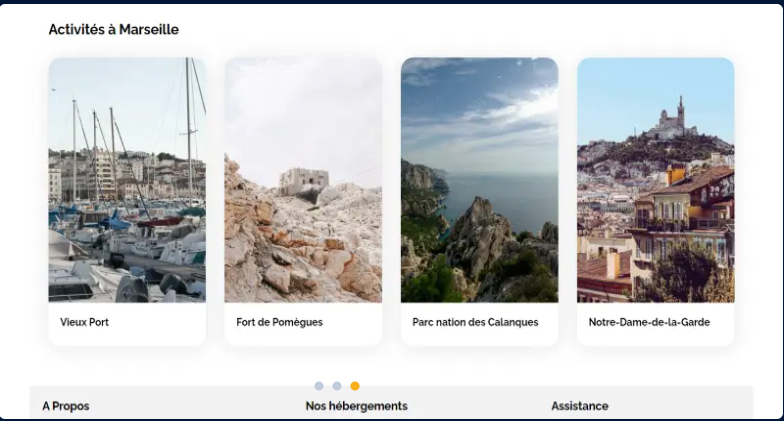 Activités à Marseille
Vieux Port
Fort de Pomègues
Parc nation des Calanques
Notre-Dame-de-la-Garde
A Propos
Nos hébergements
Assistance